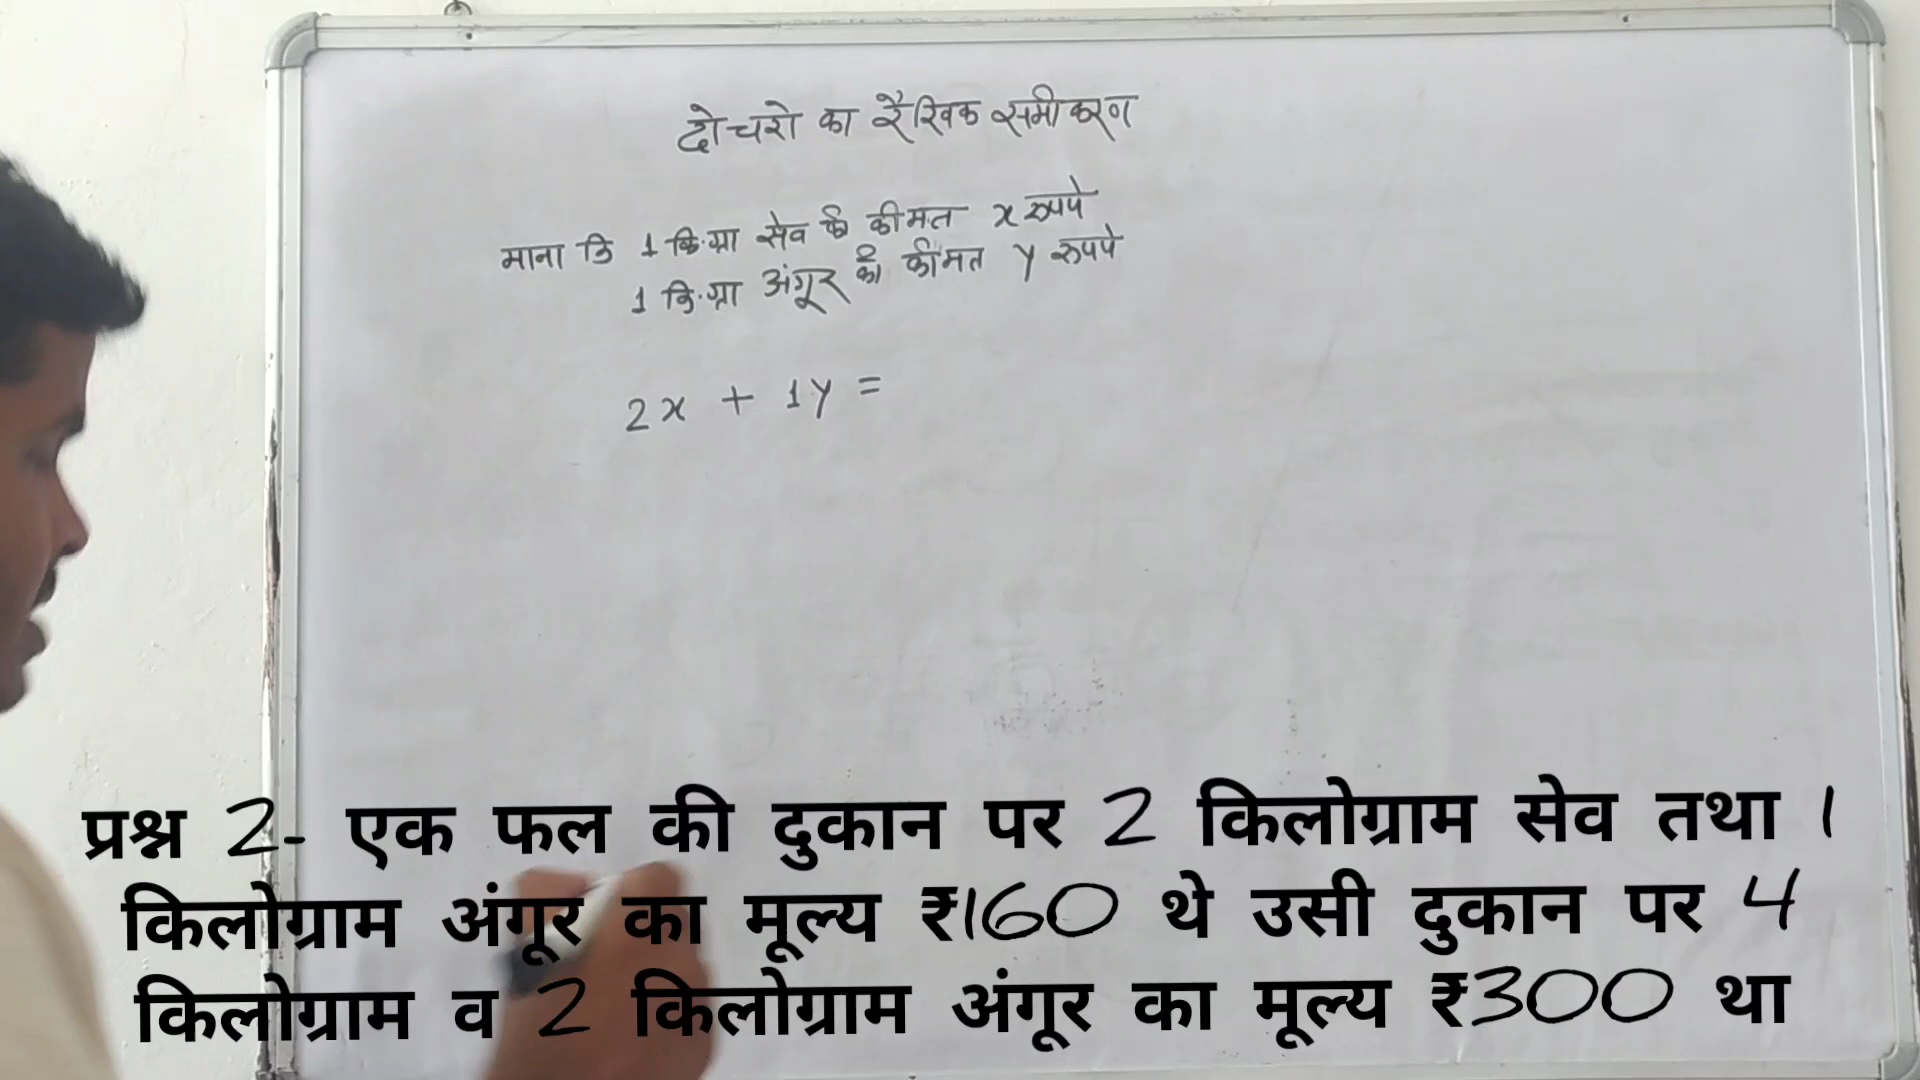 दो चरो का रैखिक समीकरण
माना कि 1 कि.ग्रा सेव की कीमत x रुपये
1 कि.ग्रा अंगूर की कीमत y रुपये
2x + 1y =
प्रश्न 2- एक फल की दुकान पर 2 किलोग्राम सेव तथा 1
किलोग्राम अंगूर का मूल्य ₹160 थे उसी दुकान पर 4
किलोग्राम व 2 किलोग्राम अंगूर का मूल्य ₹300 था